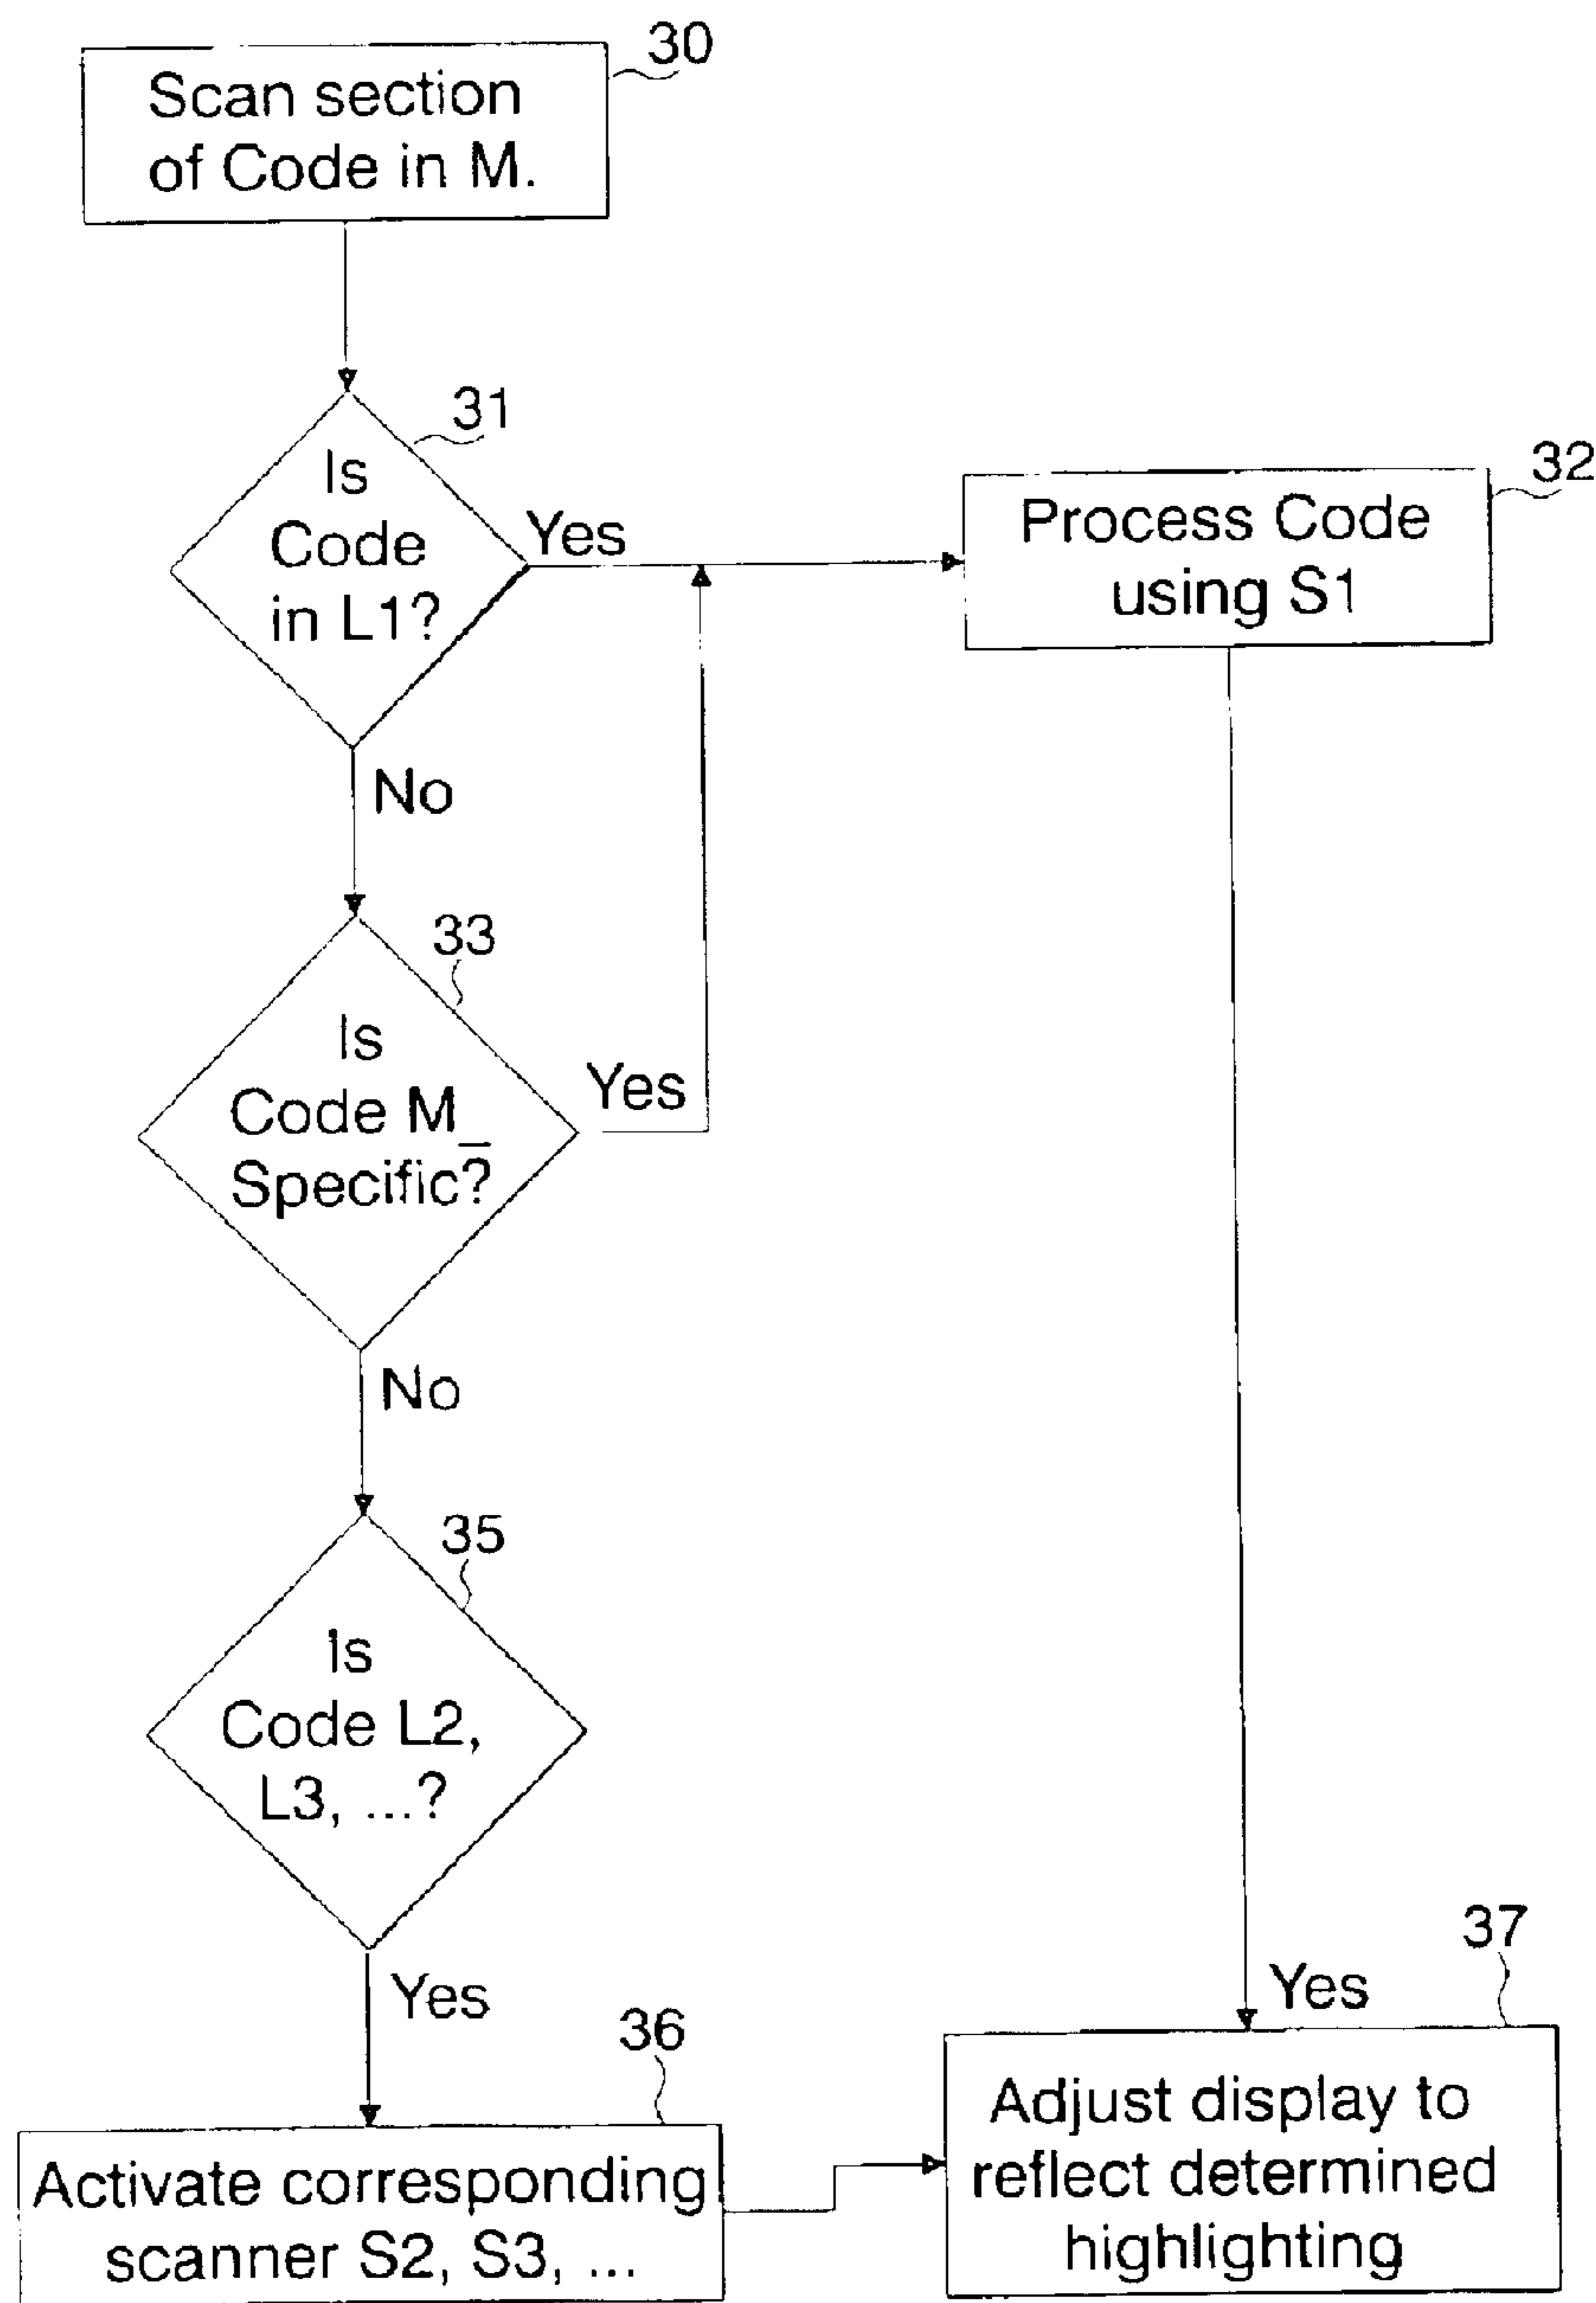 30
Scan section
of Code in M.
31
Is
Code
in L1?
Yes
32
Process Code
using S1
No
33
Is
Code M_
Specific?
Yes
No
35
Is
Code L2,
L3, ...?
Yes
36
Activate corresponding
scanner S2, S3, ...
37
Yes
Adjust display to
reflect determined
highlighting